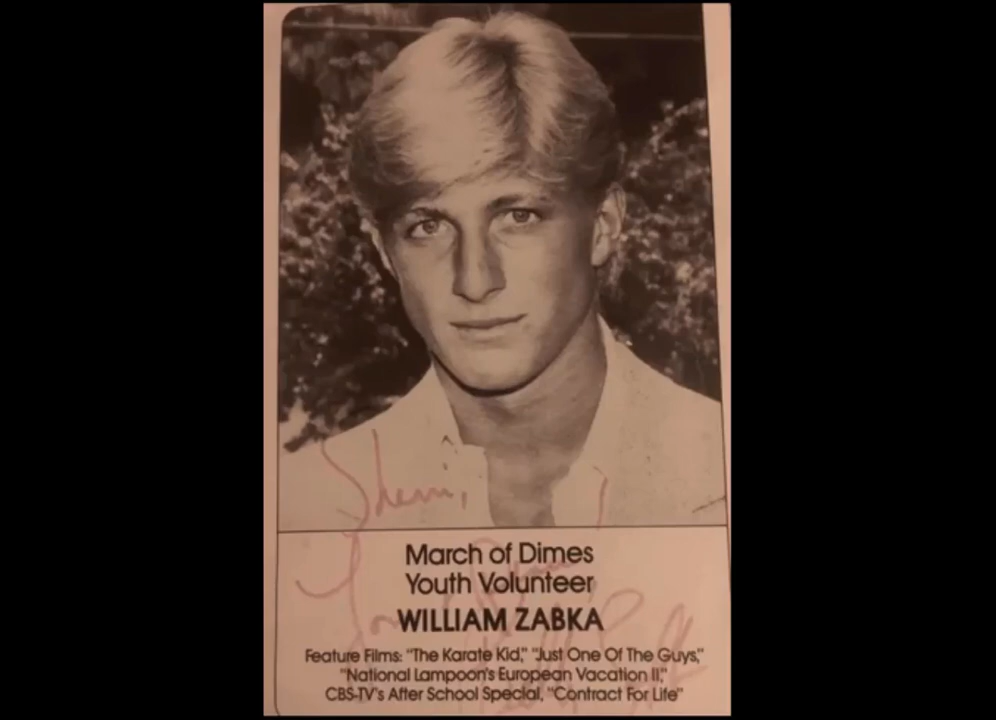 Sherri,
March of Dimes
Youth Volunteer
WILLIAM ZABKA
Feature Films: "The Karate Kid," "Just One Of The Guys,"
"National Lampoon's European Vacation II,"
CBS-TV's After School Special, "Contract For Life"